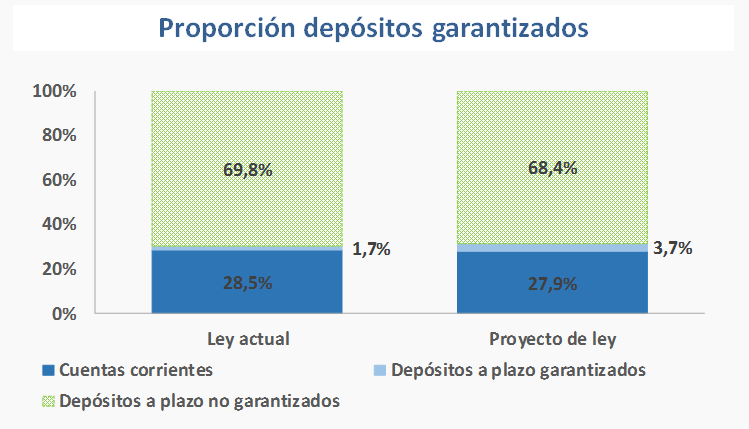 Proporción depósitos garantizados
100%
80%
60%
40%
20%
0%
69,8%
1,7%
28,5%
68,4%
3,7%
27,9%
Ley actual
Proyecto de ley
Cuentas corrientes
Depósitos a plazo garantizados
Depósitos a plazo no garantizados